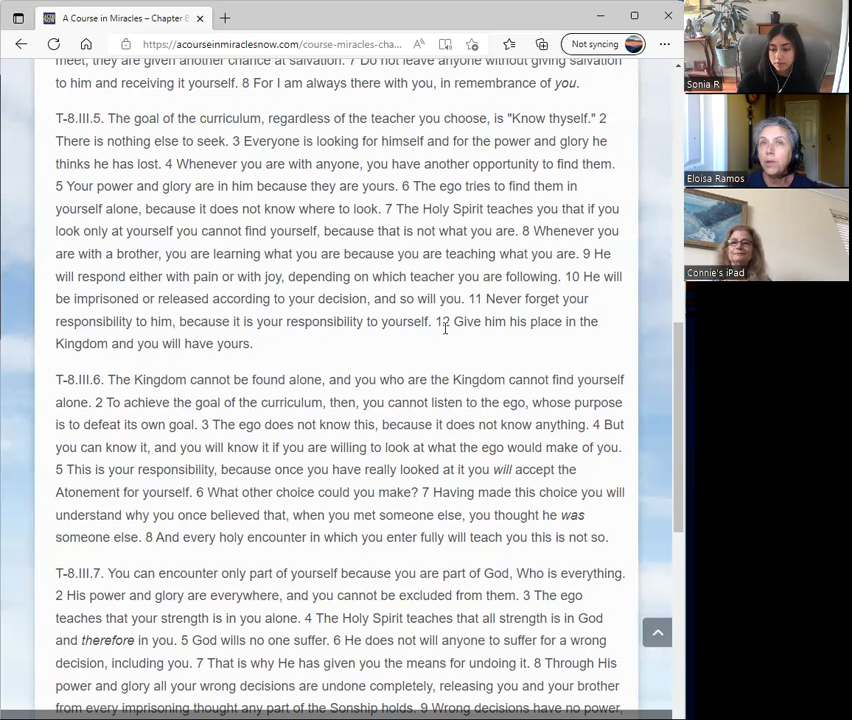 A Course in Miracles – Chapter 8
https://acourseinmiraclesnow.com/course-miracles-cha...
Not syncing
meet, they are given another chance at salvation. 7 Do not leave anyone without giving salvation
to him and receiving it yourself. 8 For I am always there with you, in remembrance of you.
T-8.III.5. The goal of the curriculum, regardless of the teacher you choose, is "Know thyself." 2
There is nothing else to seek. 3 Everyone is looking for himself and for the power and glory he
thinks he has lost. 4 Whenever you are with anyone, you have another opportunity to find them.
5 Your power and glory are in him because they are yours. 6 The ego tries to find them in
yourself alone, because it does not know where to look. 7 The Holy Spirit teaches you that if you
look only at yourself you cannot find yourself, because that is not what you are. 8 Whenever you
are with a brother, you are learning what you are because you are teaching what you are. 9 He
will respond either with pain or with joy, depending on which teacher you are following. 10 He will
be imprisoned or released according to your decision, and so will you. 11 Never forget your
responsibility to him, because it is your responsibility to yourself. 12 Give him his place in the
Kingdom and you will have yours.
T-8.III.6. The Kingdom cannot be found alone, and you who are the Kingdom cannot find yourself
alone. 2 To achieve the goal of the curriculum, then, you cannot listen to the ego, whose purpose
is to defeat its own goal. 3 The ego does not know this, because it does not know anything. 4 But
you can know it, and you will know it if you are willing to look at what the ego would make of you.
5 This is your responsibility, because once you have really looked at it you will accept the
Atonement for yourself. 6 What other choice could you make? 7 Having made this choice you will
understand why you once believed that, when you met someone else, you thought he was
someone else. 8 And every holy encounter in which you enter fully will teach you this is not so.
T-8.III.7. You can encounter only part of yourself because you are part of God, Who is everything.
2 His power and glory are everywhere, and you cannot be excluded from them. 3 The ego
teaches that your strength is in you alone. 4 The Holy Spirit teaches that all strength is in God
and therefore in you. 5 God wills no one suffer. 6 He does not will anyone to suffer for a wrong
decision, including you. 7 That is why He has given you the means for undoing it. 8 Through His
power and glory all your wrong decisions are undone completely, releasing you and your brother
from every imprisoning thought any part of the Sonship holds. 9 Wrong decisions have no power,
Sonia R
Eloisa Ramos
Connie's iPad